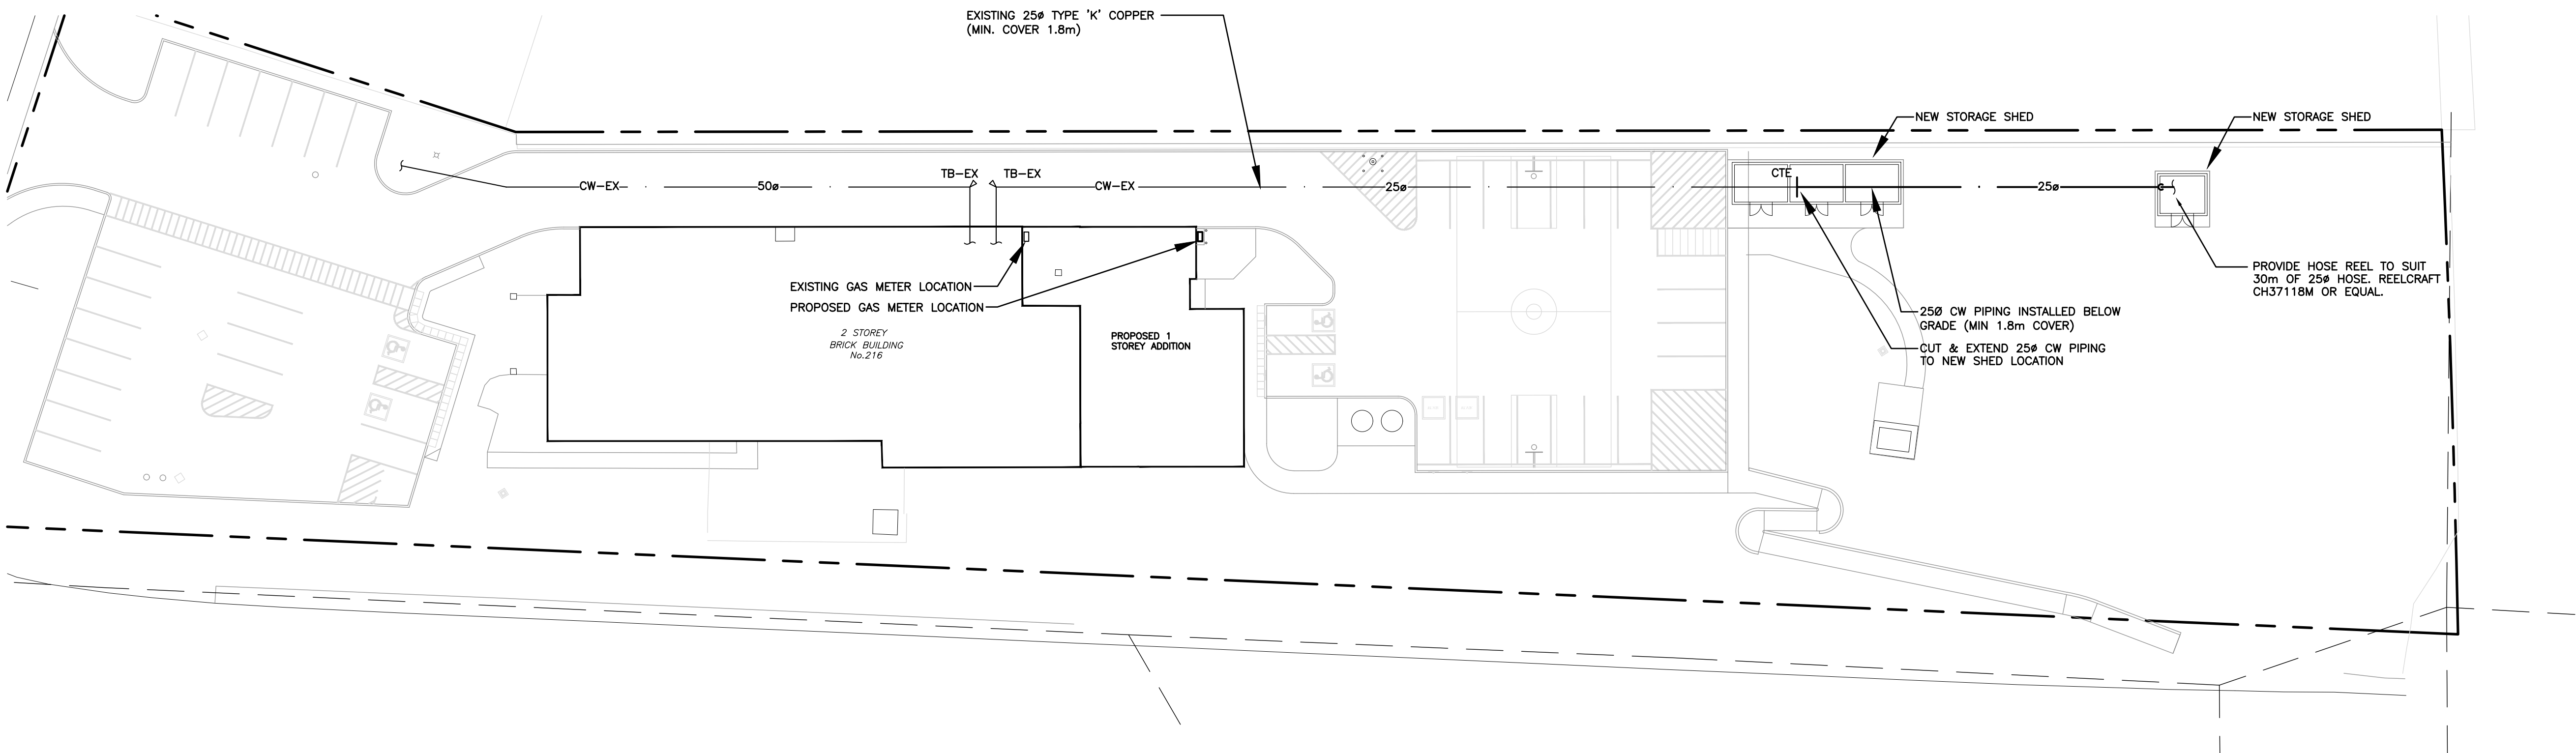 EXISTING 25ø TYPE 'K' COPPER
(MIN. COVER 1.8m)
NEW STORAGE SHED
NEW STORAGE SHED
CW-EX
50ø
TB-EX
TB-EX
CW-EX
25ø
CTE
25ø
EXISTING GAS METER LOCATION
PROPOSED GAS METER LOCATION
2 STOREY
BRICK BUILDING
No.216
PROPOSED 1
STOREY ADDITION
PROVIDE HOSE REEL TO SUIT
30m OF 25ø HOSE. REELCRAFT
CH37118M OR EQUAL.
25Ø CW PIPING INSTALLED BELOW
GRADE (MIN 1.8m COVER)
CUT & EXTEND 25ø CW PIPING
TO NEW SHED LOCATION